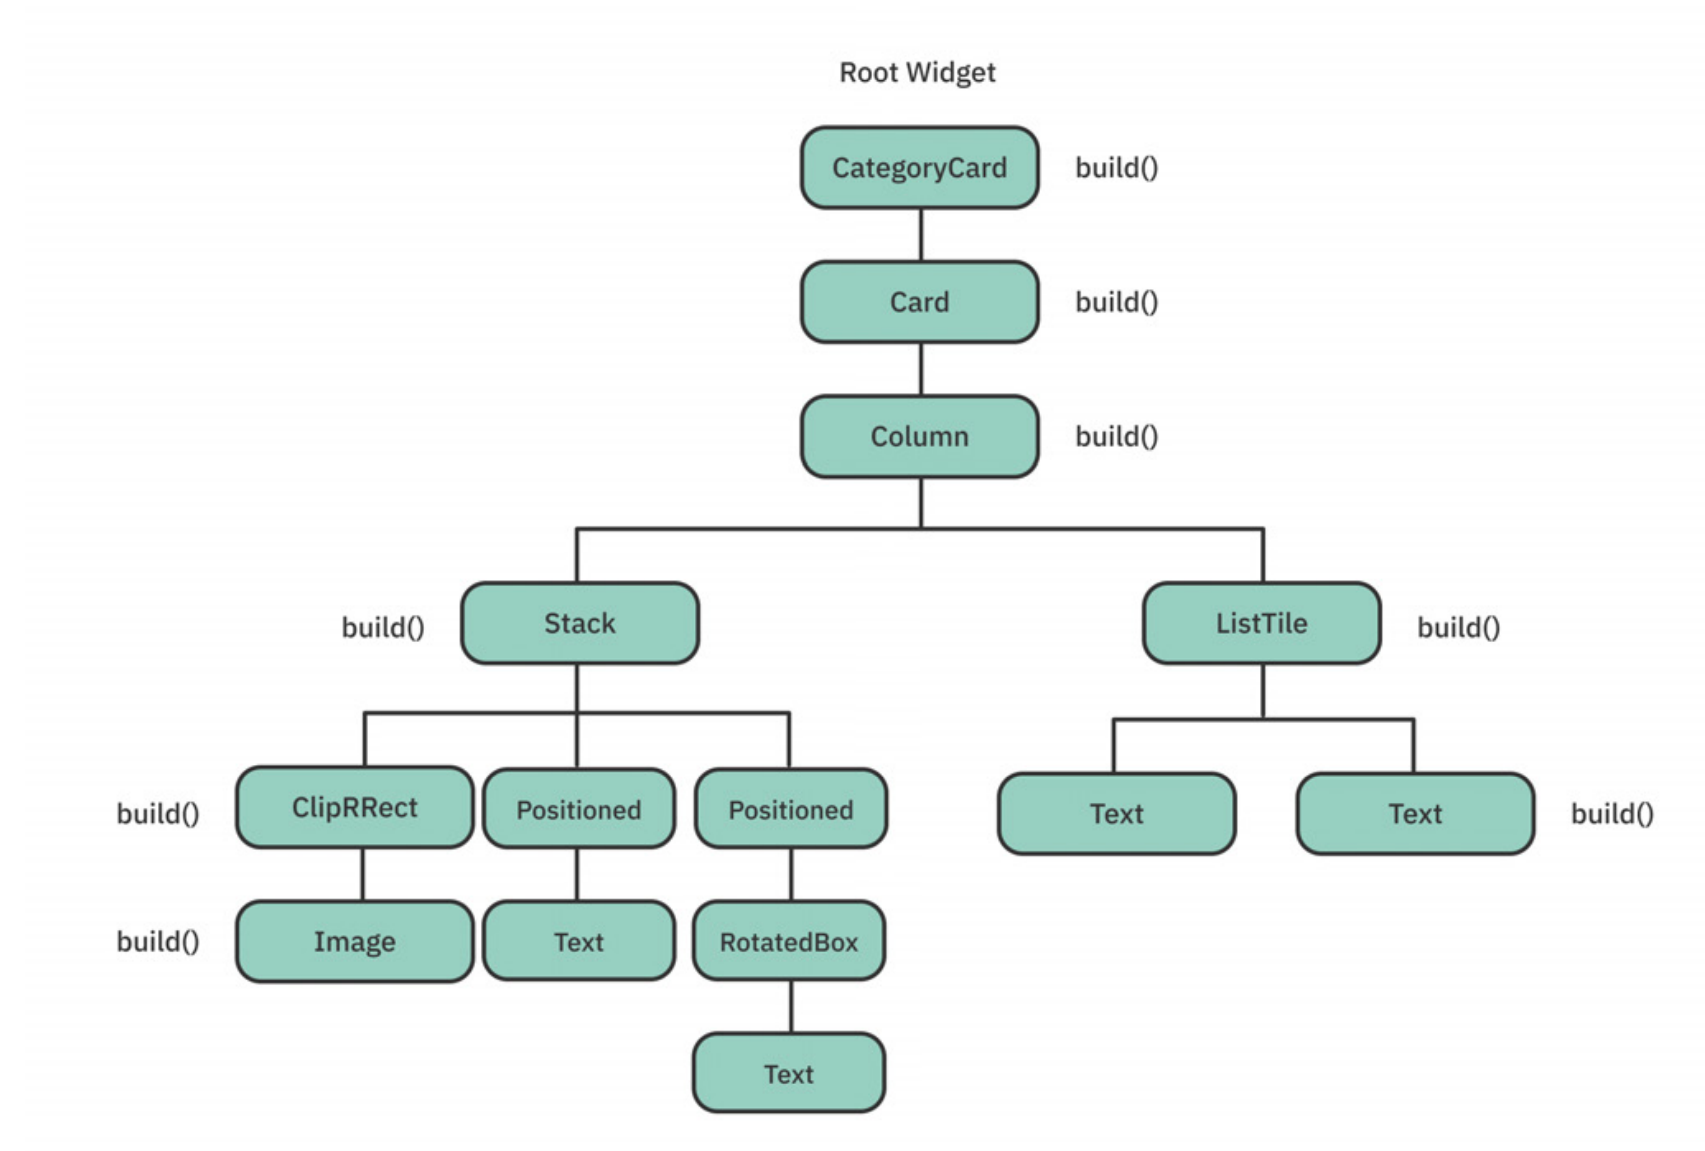 Root Widget
CategoryCard build()
Card build()
Column build()
build() Stack ListTile build()
build() ClipRRect Positioned Positioned Text Text build()
build() Image Text RotatedBox
Text